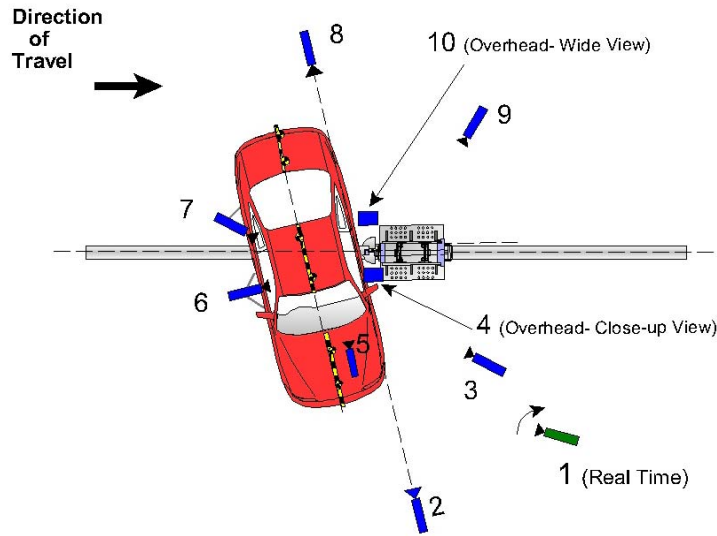 Direction
of
Travel
8
10 (Overhead- Wide View)
9
7
6
4 (Overhead- Close-up View)
5
3
1 (Real Time)
2